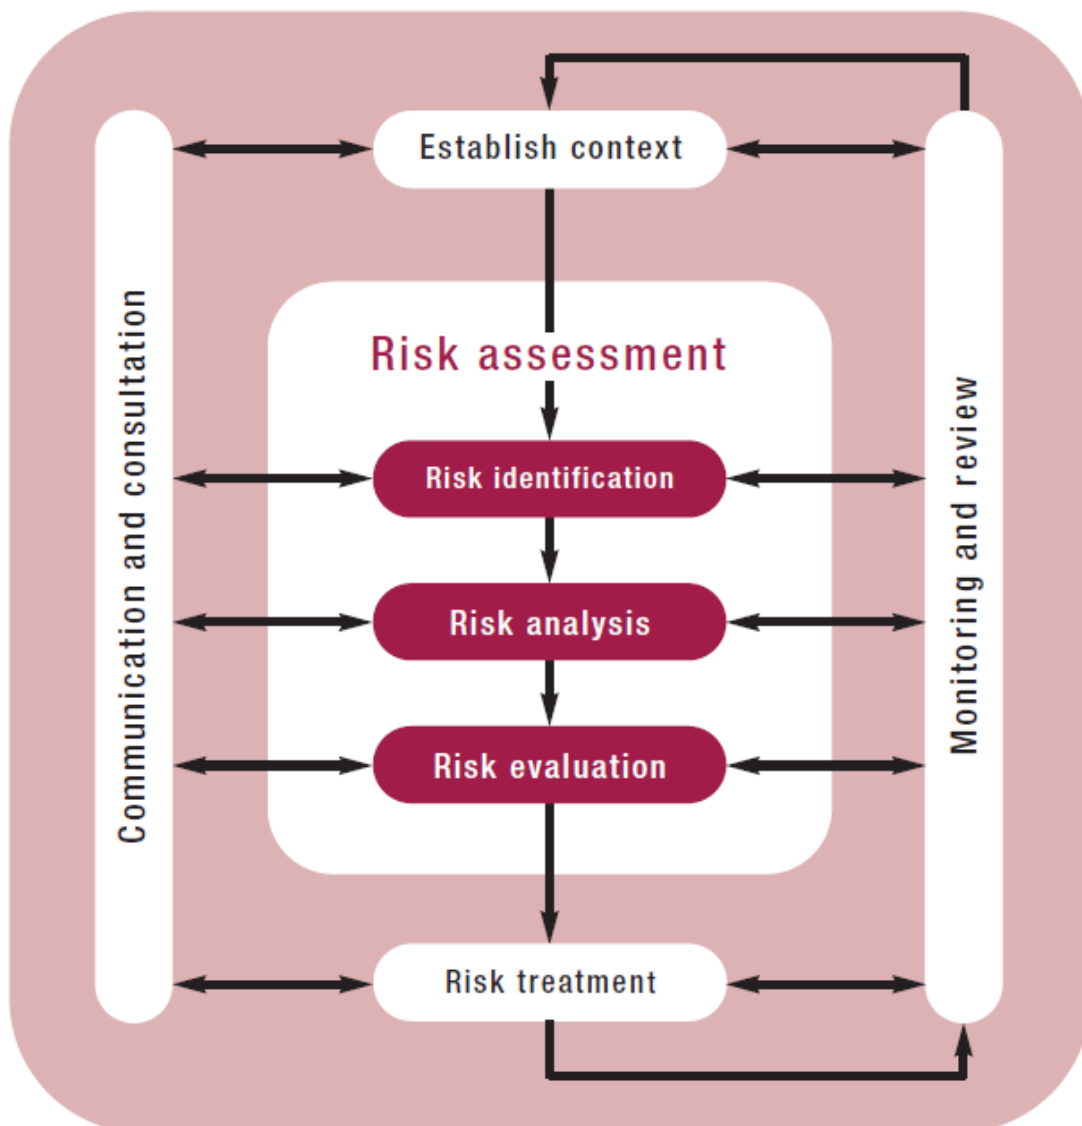 Establish context
Communication and consultation
Risk assessment
Risk identification
Risk analysis
Risk evaluation
Monitoring and review
Risk treatment